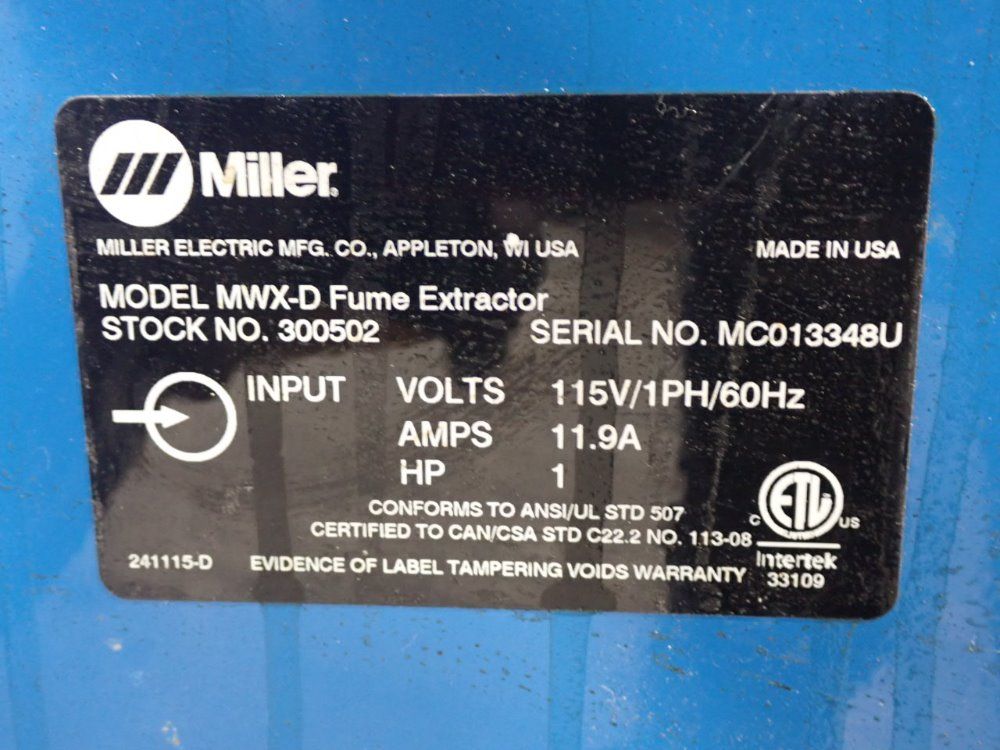 Miller®
MILLER ELECTRIC MFG. CO., APPLETON, WI USA MADE IN USA
MODEL MWX-D Fume Extractor
STOCK NO. 300502 SERIAL NO. MC013348U
INPUT VOLTS 115V/1PH/60Hz
AMPS 11.9A
HP 1
CONFORMS TO ANSI/UL STD 507
CERTIFIED TO CAN/CSA STD C22.2 NO. 113-08
C ETL US
Intertek
33109
241115-D EVIDENCE OF LABEL TAMPERING VOIDS WARRANTY